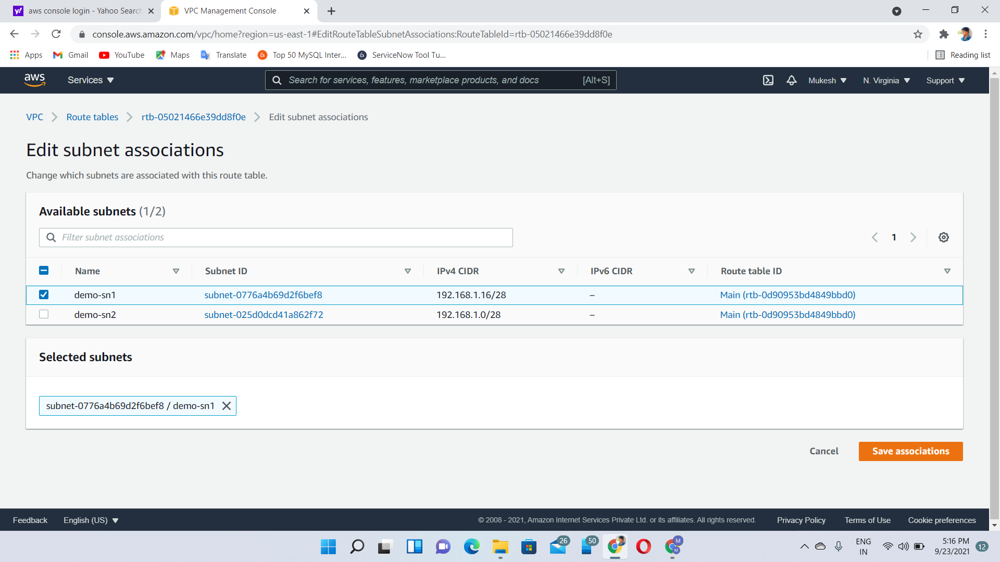 aws console login - Yahoo Search
VPC Management Console
console.aws.amazon.com/vpc/home?region=us-east-1#EditRouteTableSubnetAssociations:RouteTableId=rtb-05021466e39dd8f0e
Apps
Gmail
YouTube
Maps
Translate
Top 50 MySQL Inter...
ServiceNow Tool Tu...
Reading list
aws
Services
Search for services, features, marketplace products, and docs
[Alt+S]
Mukesh
N. Virginia
Support
VPC
Route tables
rtb-05021466e39dd8f0e
Edit subnet associations
Edit subnet associations
Change which subnets are associated with this route table.
Available subnets (1/2)
Filter subnet associations
1
Name
Subnet ID
IPv4 CIDR
IPv6 CIDR
Route table ID
demo-sn1
subnet-0776a4b69d2f6bef8
192.168.1.16/28
–
Main (rtb-0d90953bd4849bbd0)
demo-sn2
subnet-025d0dcd41a862f72
192.168.1.0/28
–
Main (rtb-0d90953bd4849bbd0)
Selected subnets
subnet-0776a4b69d2f6bef8 / demo-sn1
Cancel
Save associations
Feedback
English (US)
© 2008 - 2021, Amazon Internet Services Private Ltd. or its affiliates. All rights reserved.
Privacy Policy
Terms of Use
Cookie preferences
26
50
M
M
ENG
IN
5:16 PM
9/23/2021
12